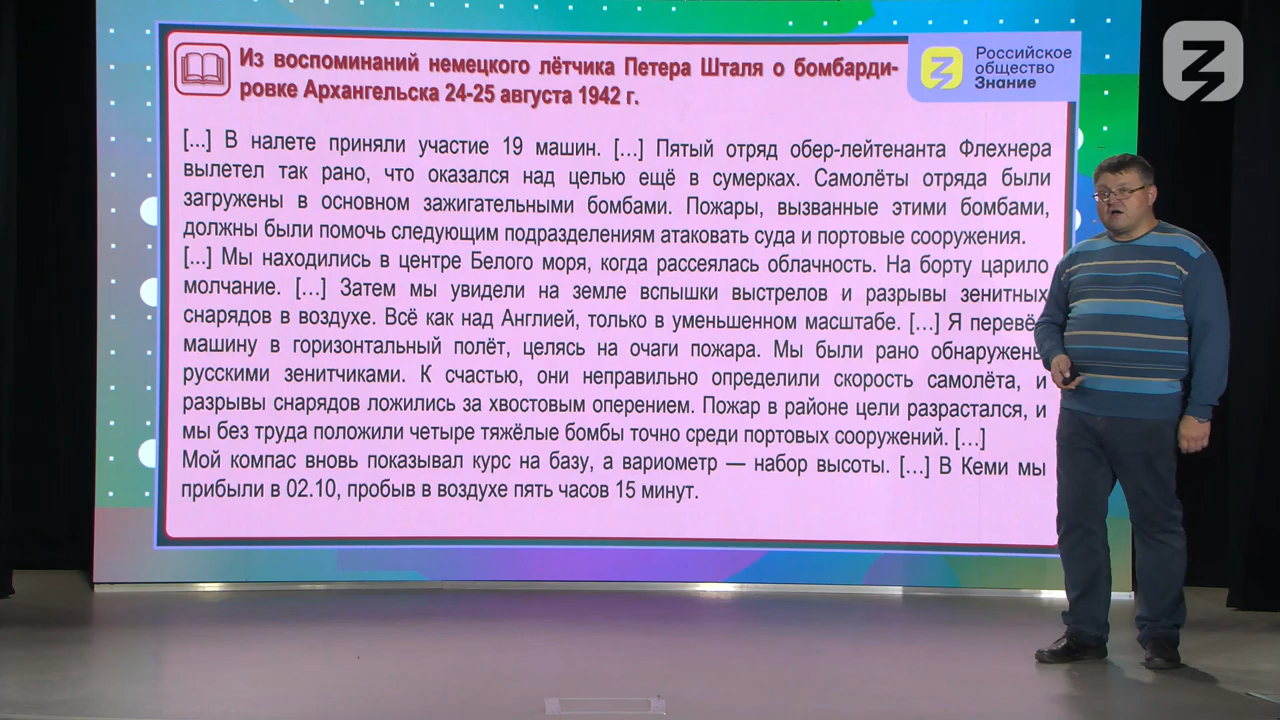 Из воспоминаний немецкого лётчика Петера Шталя о бомбарди-
ровке Архангельска 24-25 августа 1942 г.
Российское
общество
Знание
[...] В налете приняли участие 19 машин. [...] Пятый отряд обер-лейтенанта Флехнера
вылетел так рано, что оказался над целью ещё в сумерках. Самолёты отряда были
загружены в основном зажигательными бомбами. Пожары, вызванные этими бомбами,
должны были помочь следующим подразделениям атаковать суда и портовые сооружения.
[...] Мы находились в центре Белого моря, когда рассеялась облачность. На борту царило
молчание. [...] Затем мы увидели на земле вспышки выстрелов и разрывы зенитных
снарядов в воздухе. Всё как над Англией, только в уменьшенном масштабе. [...] Я перевё
машину в горизонтальный полёт, целясь на очаги пожара. Мы были рано обнаружены
русскими зенитчиками. К счастью, они неправильно определили скорость самолёта, и
разрывы снарядов ложились за хвостовым оперением. Пожар в районе цели разрастался, и
мы без труда положили четыре тяжёлые бомбы точно среди портовых сооружений. [...]
Мой компас вновь показывал курс на базу, а вариометр — набор высоты. [...] В Кеми мы
прибыли в 02.10, пробыв в воздухе пять часов 15 минут.